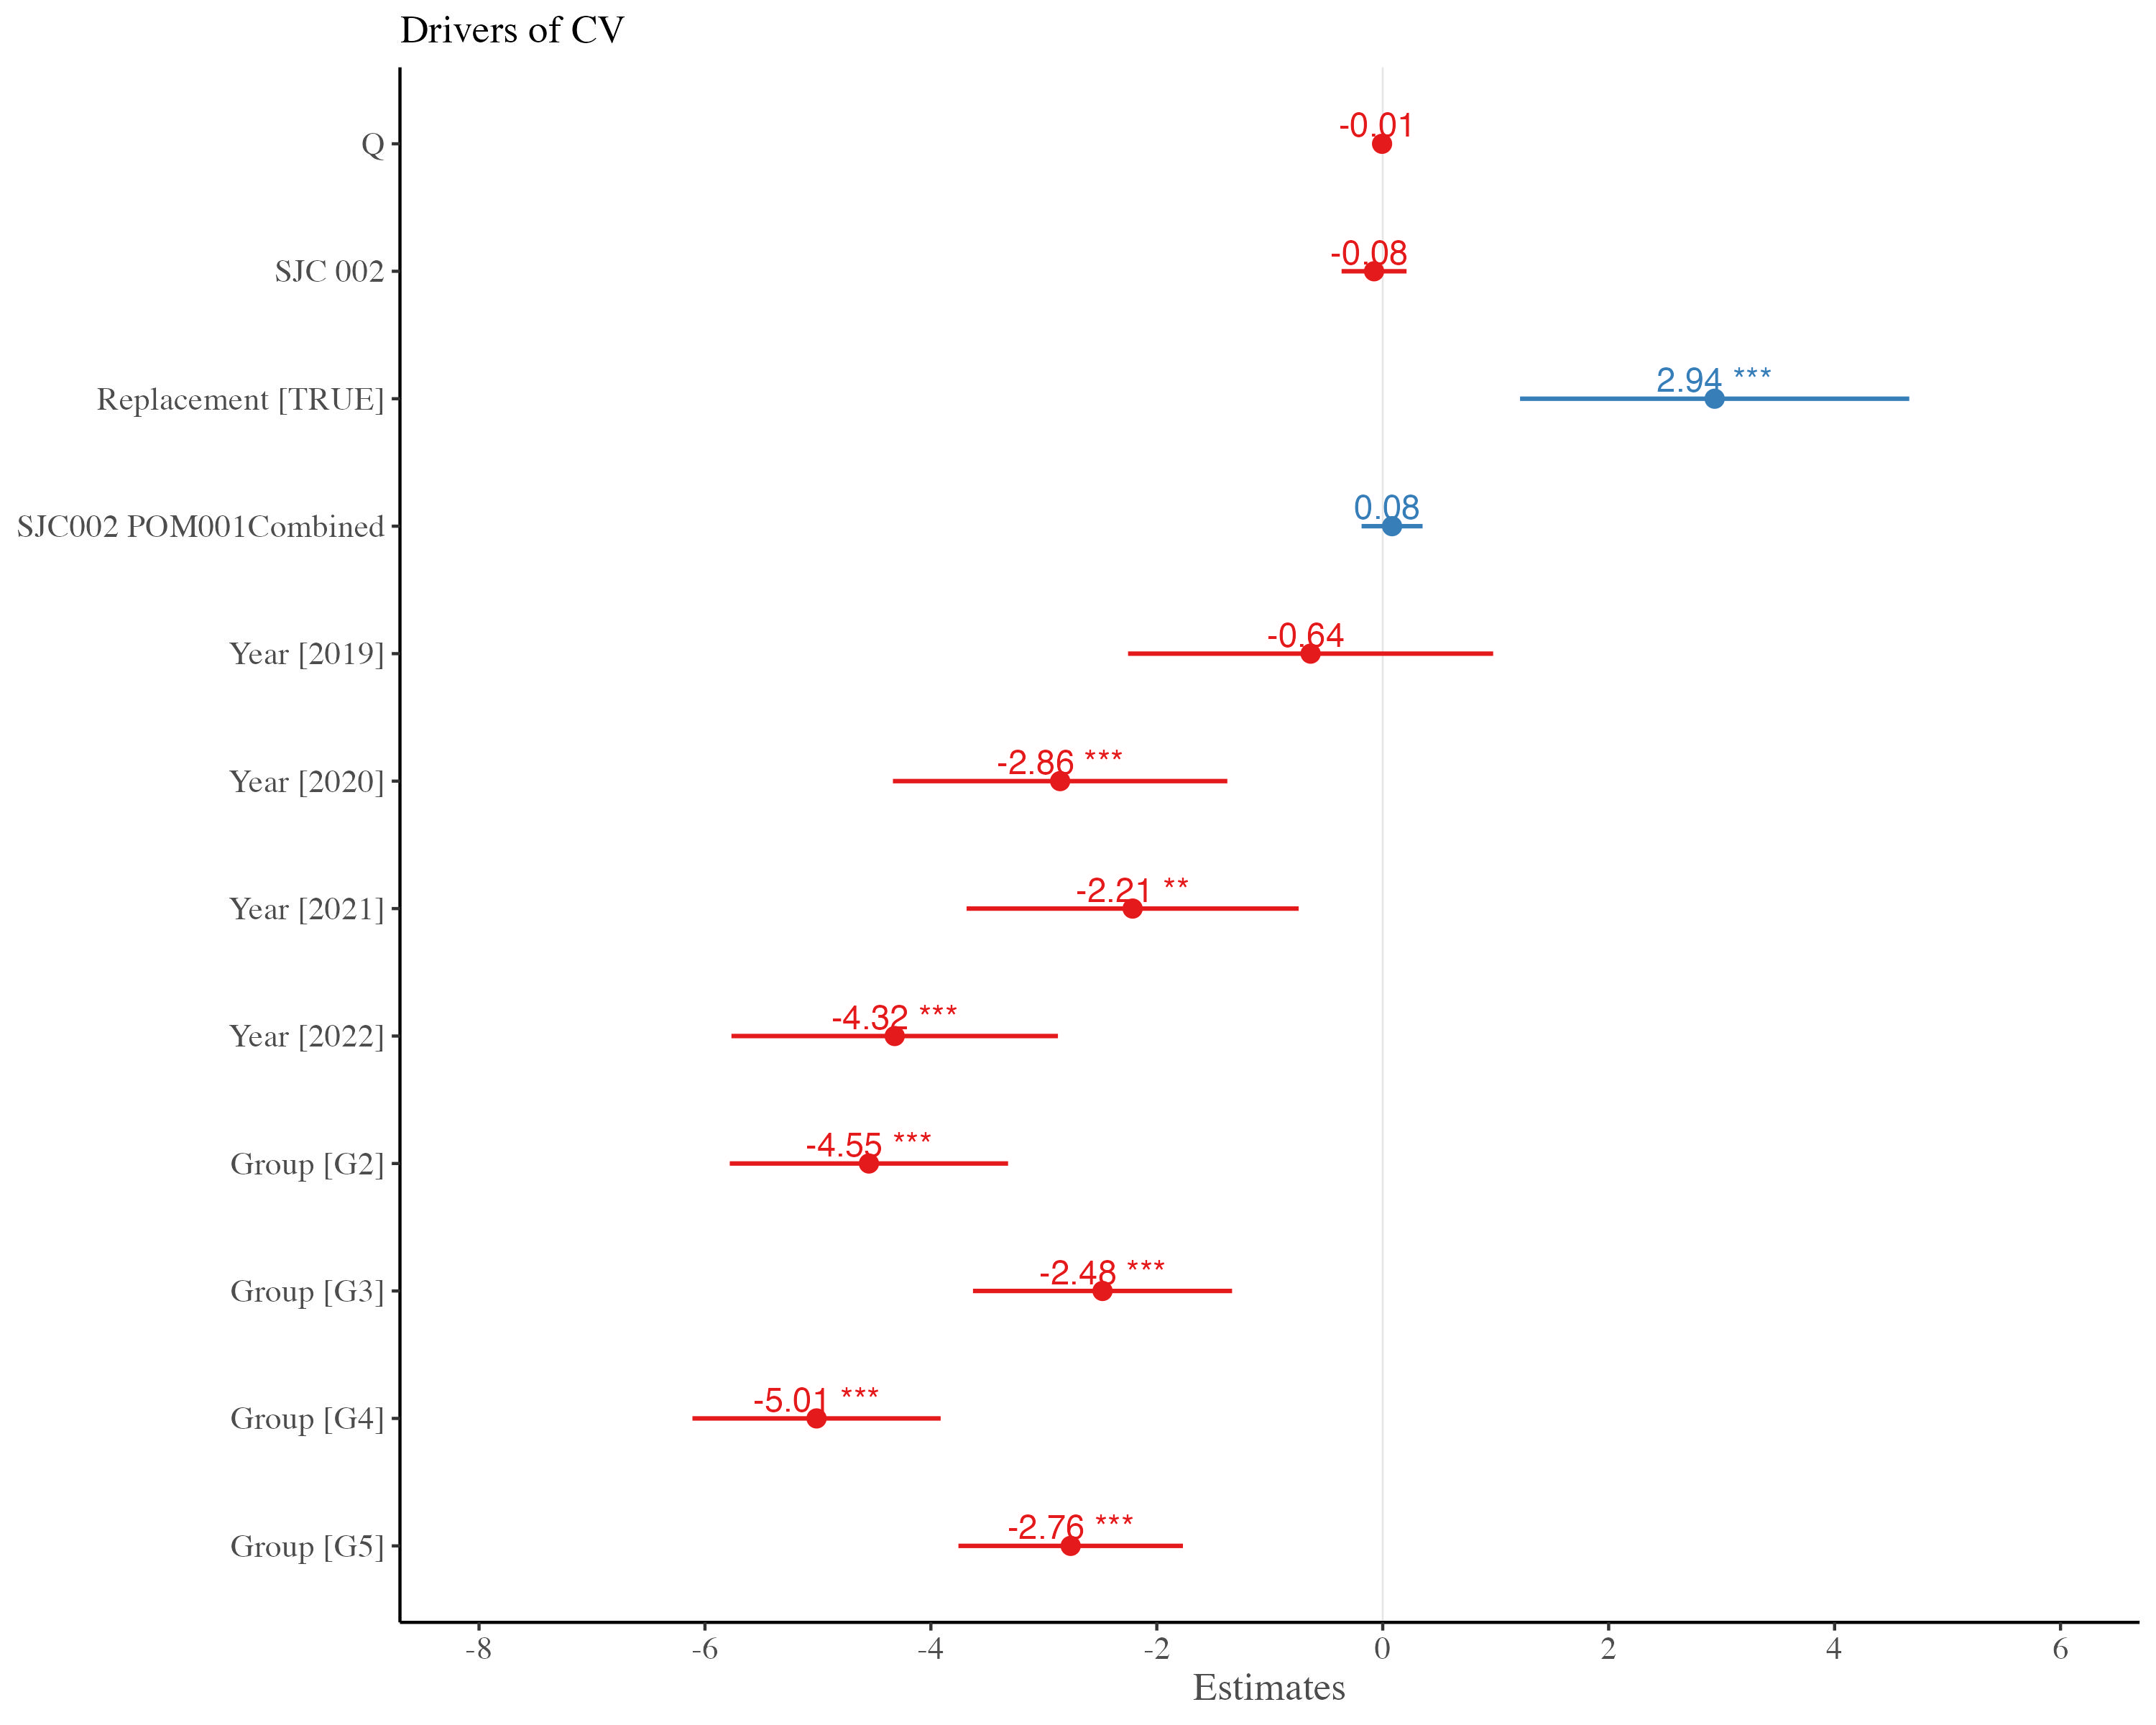 Drivers of CV
Q
-0.01
SJC 002
-0.08
Replacement [TRUE]
2.94 ***
SJC002 POM001Combined
0.08
Year [2019]
-0.64
Year [2020]
-2.86 ***
Year [2021]
-2.21 **
Year [2022]
-4.32 ***
Group [G2]
-4.55 ***
Group [G3]
-2.48 ***
Group [G4]
-5.01 ***
Group [G5]
-2.76 ***
-8 -6 -4 -2 0 2 4 6
Estimates